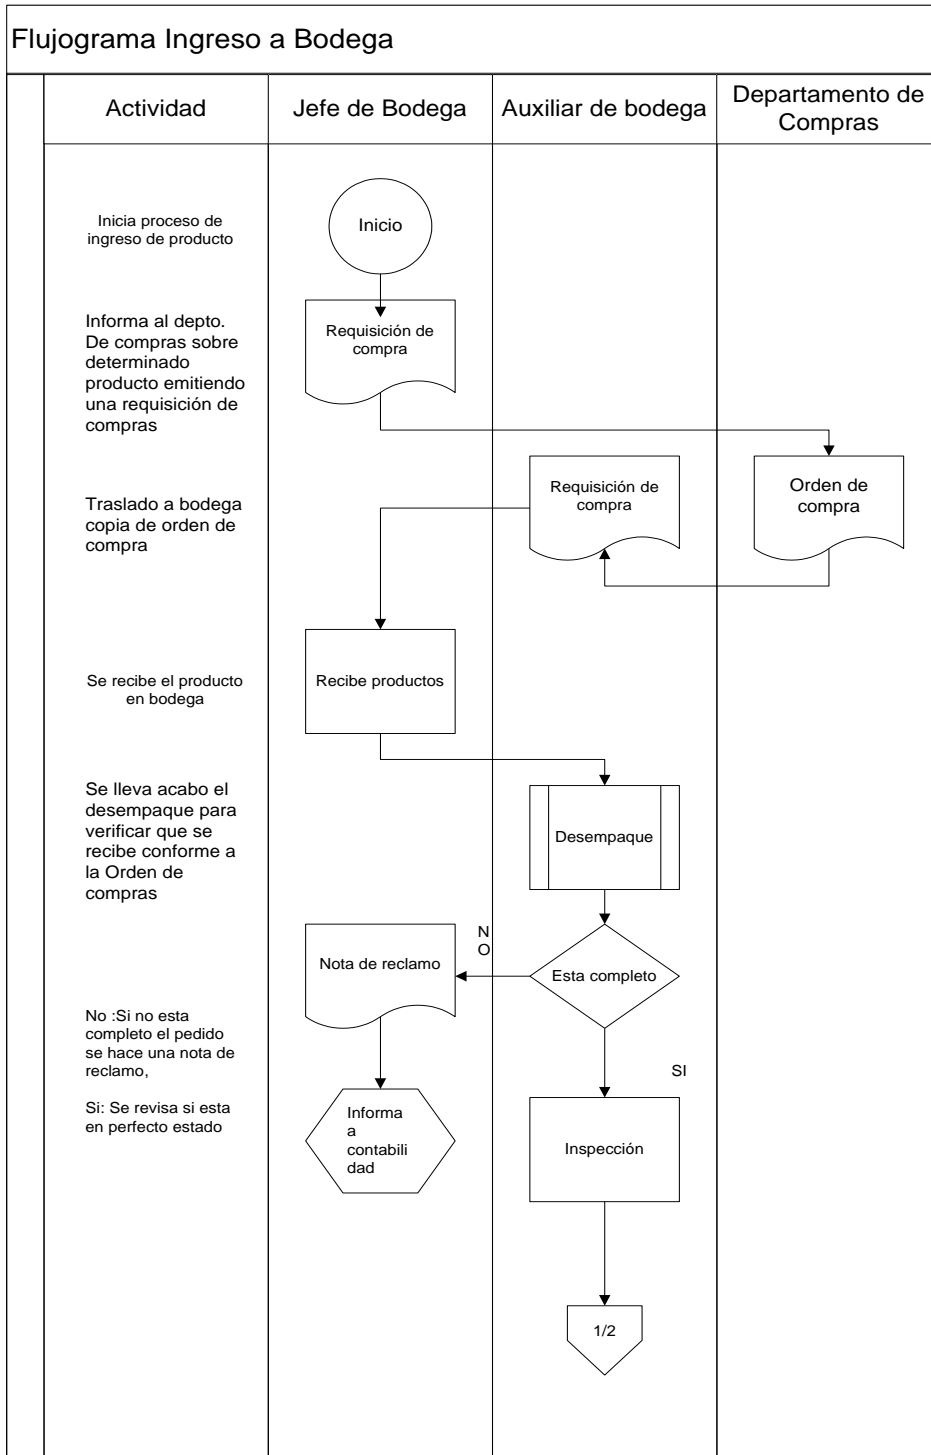 Flujograma Ingreso a Bodega
Actividad
Jefe de Bodega
Auxiliar de bodega
Departamento de
Compras
Inicia proceso de
ingreso de producto
Inicio
Informa al depto.
De compras sobre
determinado
producto emitiendo
una requisición de
compras
Requisición de
compra
Traslado a bodega
copia de orden de
compra
Requisición de
compra
Orden de
compra
Se recibe el producto
en bodega
Recibe productos
Se lleva acabo el
desempaque para
verificar que se
recibe conforme a
la Orden de
compras
Desempaque
Nota de reclamo
N
O
Esta completo
No :Si no esta
completo el pedido
se hace una nota de
reclamo,
Si: Se revisa si esta
en perfecto estado
Informa
a
contabili
dad
SI
Inspección
1/2